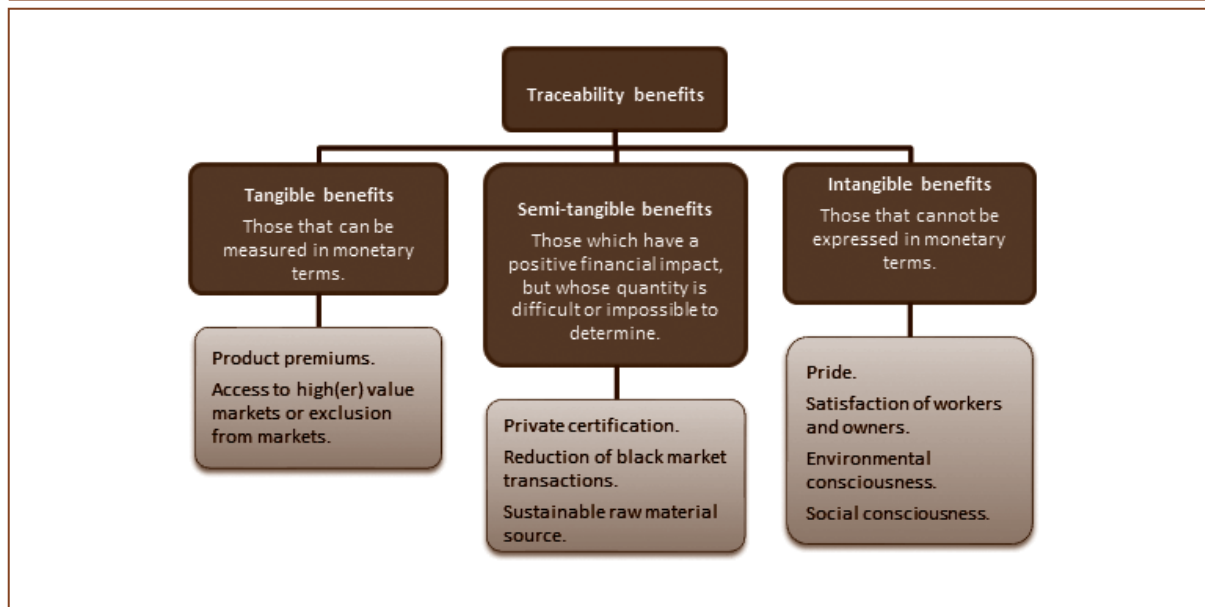 Traceability benefits
Tangible benefits
Those that can be
measured in monetary
terms.
Product premiums.
Access to high(er) value
markets or exclusion
from markets.
Semi-tangible benefits
Those which have a
positive financial impact,
but whose quantity is
difficult or impossible to
determine.
Private certification.
Reduction of black market
transactions.
Sustainable raw material
source.
Intangible benefits
Those that cannot be
expressed in monetary
terms.
Pride.
Satisfaction of workers
and owners.
Environmental
consciousness.
Social consciousness.